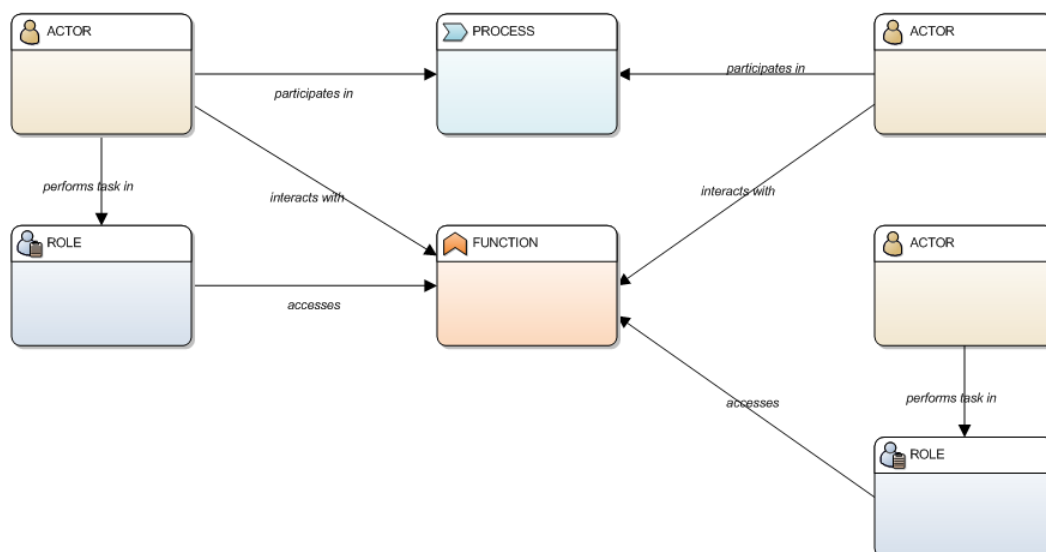 ACTOR
PROCESS
ACTOR
participates in
participates in
performs task in
interacts with
interacts with
ROLE
FUNCTION
ACTOR
accesses
accesses
performs task in
ROLE